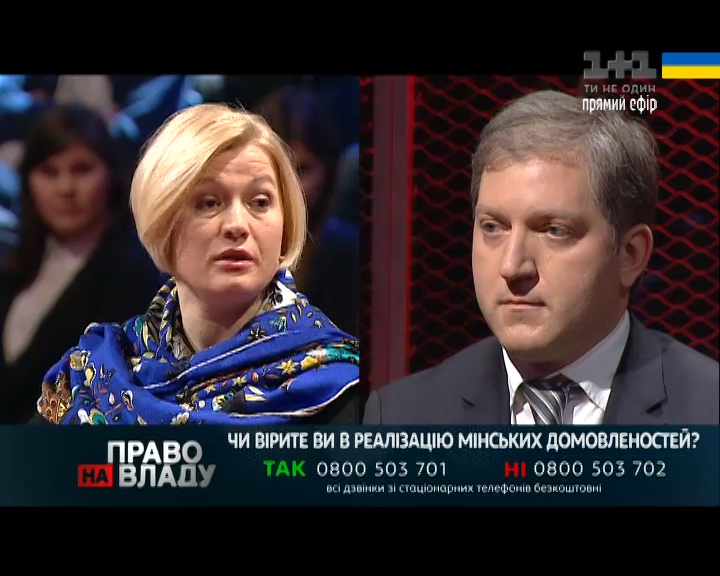 1+1
ТИ НЕ ОДИН
ПРЯМИЙ ЕФІР
ПРАВО
НА ВЛАДУ
ЧИ ВІРИТЕ ВИ В РЕАЛІЗАЦІЮ МІНСЬКИХ ДОМОВЛЕНОСТЕЙ?
ТАК 0800 503 701 НІ 0800 503 702
всі дзвінки зі стаціонарних телефонів безкоштовні